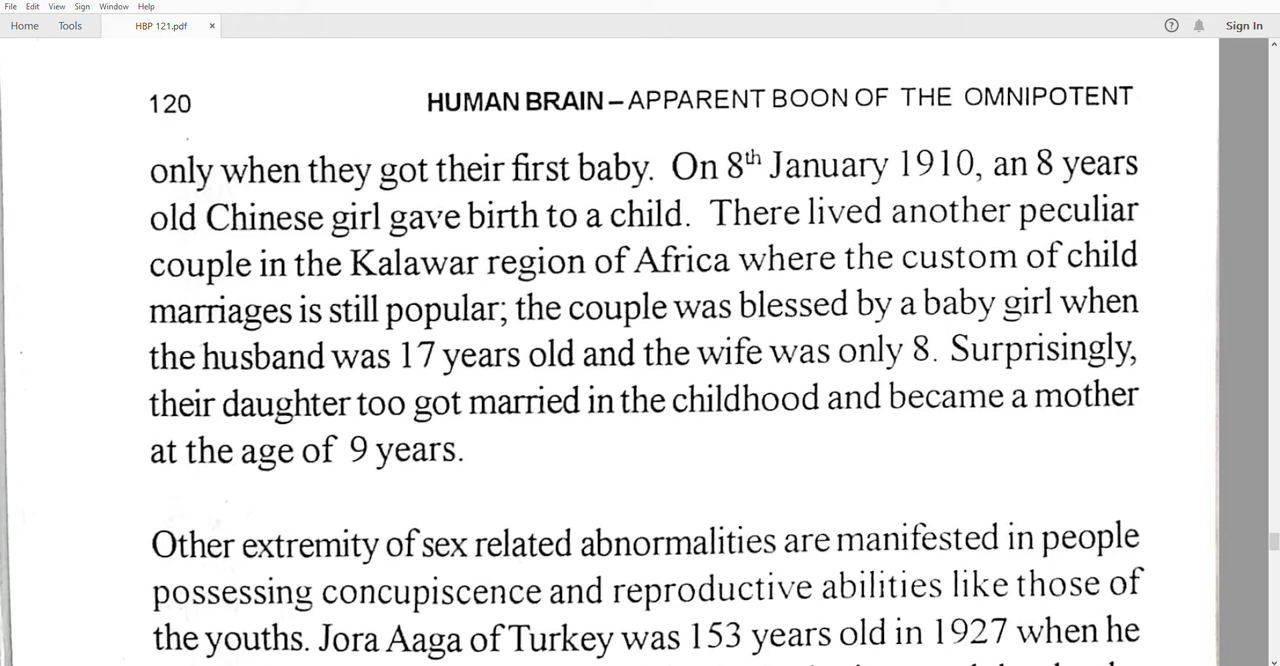 File Edit View Sign Window Help
Home Tools HBP 121.pdf × Sign In
120 HUMAN BRAIN – APPARENT BOON OF THE OMNIPOTENT
only when they got their first baby. On 8th January 1910, an 8 years
old Chinese girl gave birth to a child. There lived another peculiar
couple in the Kalawar region of Africa where the custom of child
marriages is still popular; the couple was blessed by a baby girl when
the husband was 17 years old and the wife was only 8. Surprisingly,
their daughter too got married in the childhood and became a mother
at the age of 9 years.
Other extremity of sex related abnormalities are manifested in people
possessing concupiscence and reproductive abilities like those of
the youths. Jora Aaga of Turkey was 153 years old in 1927 when he